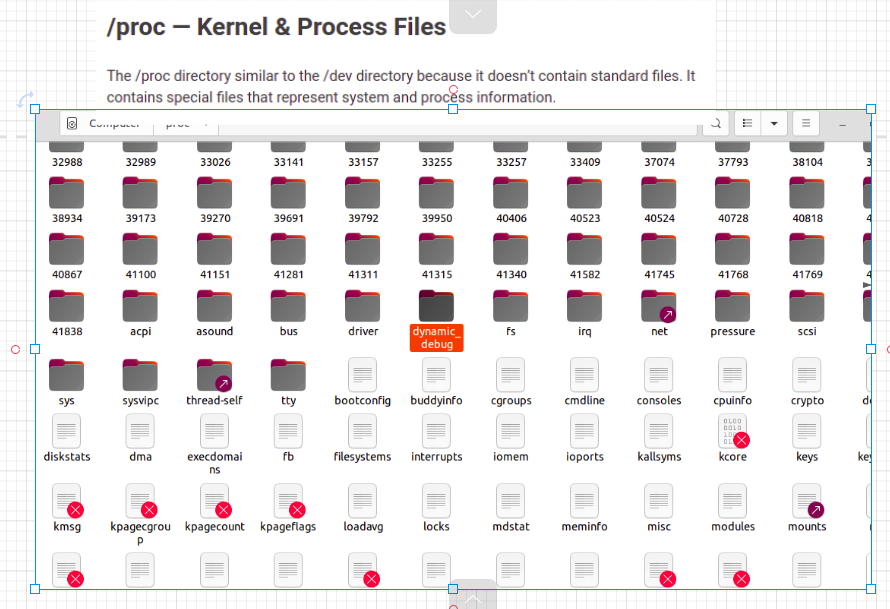 /proc — Kernel & Process Files
The /proc directory similar to the /dev directory because it doesn't contain standard files. It
contains special files that represent system and process information.
Computer proc
32988 32989 33026 33141 33157 33255 33257 33409 37074 37793 38104
38934 39173 39270 39691 39792 39950 40406 40523 40524 40728 40818
40867 41100 41151 41281 41311 41315 41340 41582 41745 41768 41769
41838 acpi asound bus driver dynamic_ fs irq net pressure scsi
debug
sys sysvipc thread-self tty bootconfig buddyinfo cgroups cmdline consoles cpuinfo crypto
diskstats dma execdomai fb filesystems interrupts iomem ioports kallsyms kcore keys
ns
kmsg kpagecgrou kpagecount kpageflags loadavg locks mdstat meminfo misc modules mounts
p